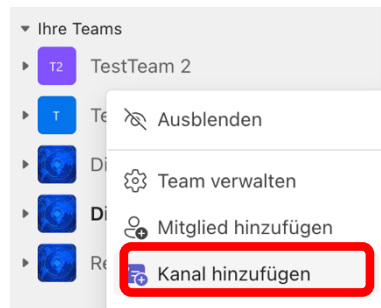 Ihre Teams
T2 TestTeam 2
T Te
Ausblenden
Di
Team verwalten
Di
Mitglied hinzufügen
Re
Kanal hinzufügen